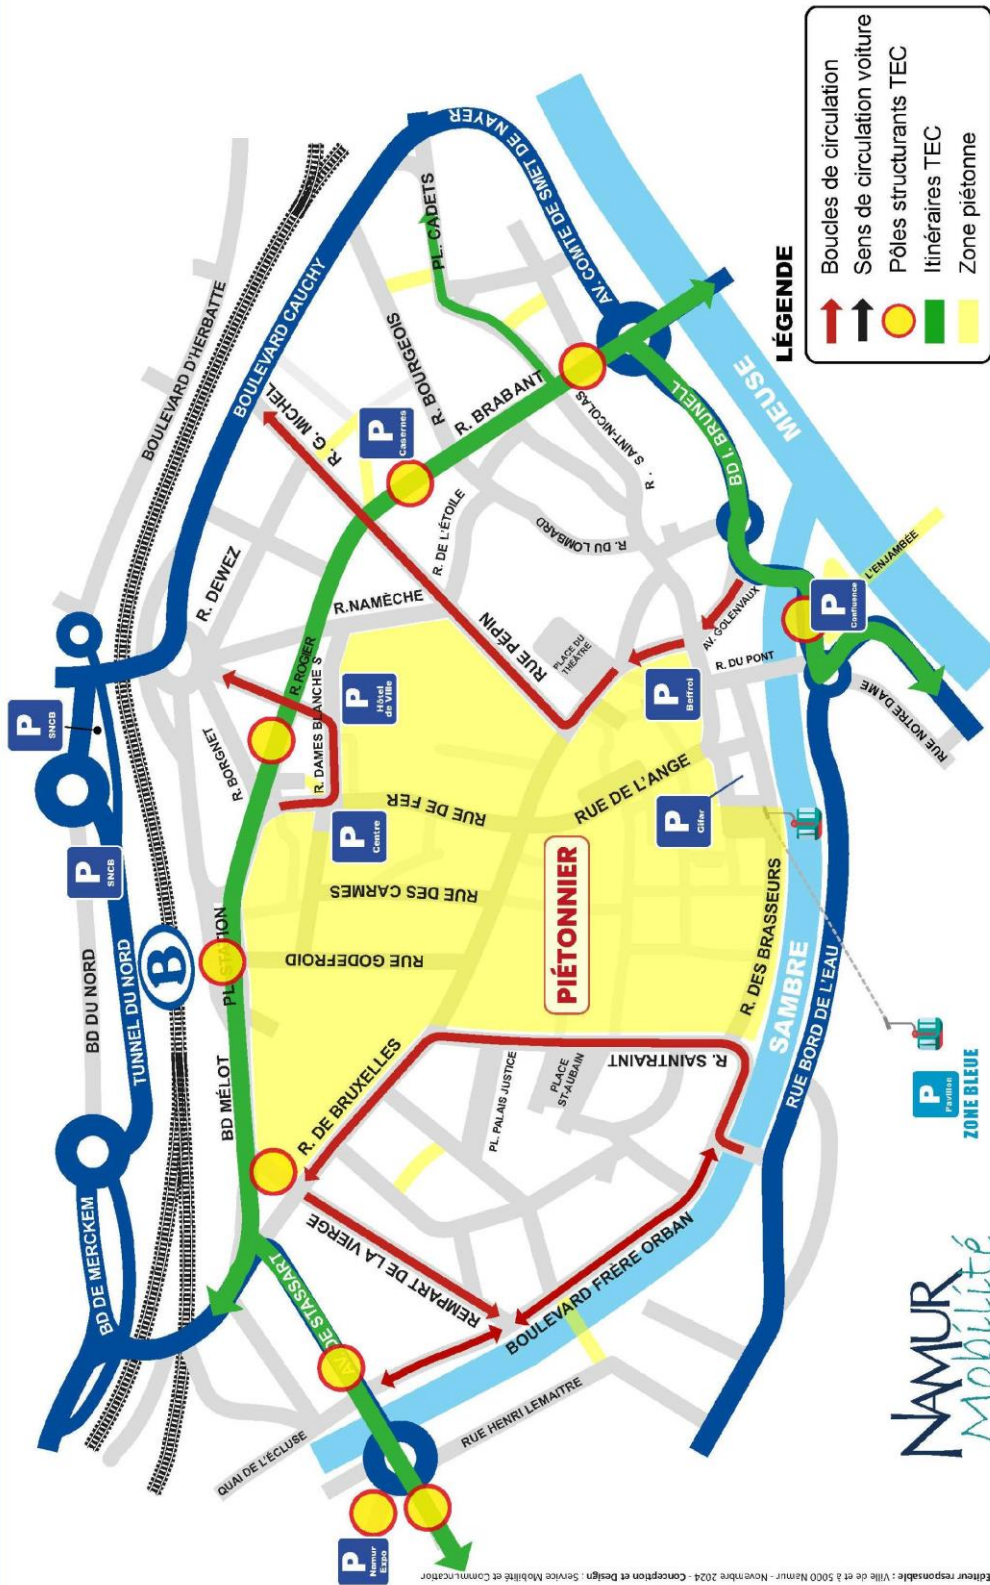 BD DE MERCKEM
BD DU NORD
TUNNEL DU NORD
P
SNCB
P
SNCB
BOULEVARD D'HERBATTE
BOULEVARD CAUCHY
B
BD MÉLOT
PL STATION
R. BORGNET
R. ROGIER
R. DEWEZ
R. G. MICHEL
R. BOURGEOIS
PL. CADETS
AV. COMTE DE SMET DE NAYER
P
Casernes
R. BRABANT
R. SAINT-NICOLAS
R. DE L'ÉTOILE
R. DU LOMBARD
R.NAMÈCHE
R. DAMES BLANCHE S
P
Hôtel
de Ville
P
Centre
RUE DE FER
RUE DES CARMES
RUE GODEFROID
R. DE BRUXELLES
REMPART DE LA VIERGE
AV. DE STASSART
QUAI DE L'ÉCLUSE
P
Namur
Expo
RUE HENRI LEMAITRE
BOULEVARD FRÈRE ORBAN
PL. PALAIS JUSTICE
PLACE
ST-AUBAIN
R. SAINTRAINT
PIÉTONNIER
RUE DE L'ANGE
RUE PÉPIN
PLACE DU
THÉÂTRE
P
Beffroi
P
Gifar
AV. GOLENVAUX
R. DU PONT
BD I. BRUNELL
P
Confluence
L'ENJAMBÉE
RUE NOTRE DAME
R. DES BRASSEURS
SAMBRE
MEUSE
RUE BORD DE L'EAU
P
Pavillon
ZONE BLEUE
LÉGENDE
Boucles de circulation
Sens de circulation voiture
Pôles structurants TEC
Itinéraires TEC
Zone piétonne
NAMUR
Mobilité
Editeur responsable : Ville de et à 5000 Namur - Novembre 2024 - Conception et Design : Service Mobilité et Communication